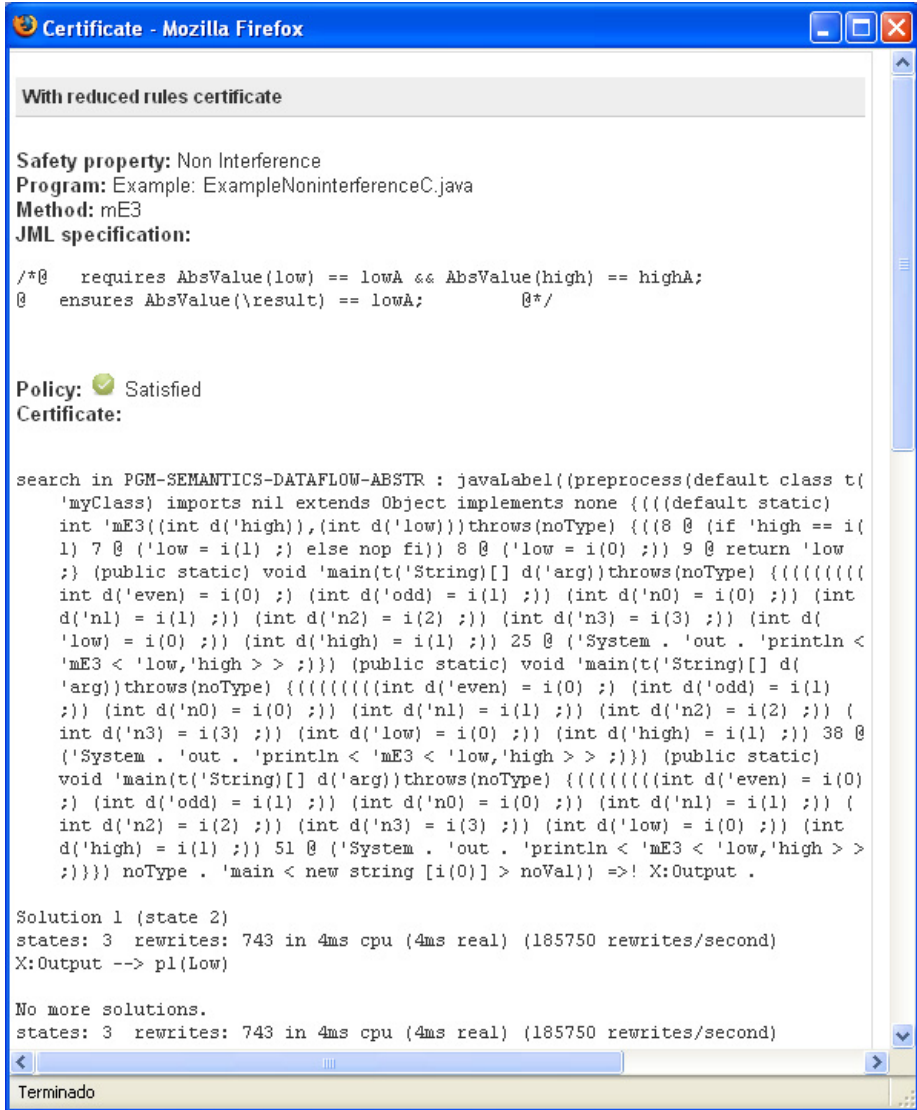 Certificate - Mozilla Firefox
With reduced rules certificate
Safety property: Non Interference
Program: Example: ExampleNoninterferenceC.java
Method: mE3
JML specification:
/*@   requires AbsValue(low) == lowA && AbsValue(high) == highA;
@   ensures AbsValue(\result) == lowA;          @*/
Policy: Satisfied
Certificate:
search in PGM-SEMANTICS-DATAFLOW-ABSTR : javaLabel((preprocess(default class t(
'myClass) imports nil extends Object implements none {((((default static)
int 'mE3((int d('high)),(int d('low)))throws(noType) {((8 @ (if 'high == i(
1) 7 @ ('low = i(1) ;) else nop fi)) 8 @ ('low = i(0) ;)) 9 @ return 'low
;} (public static) void 'main(t('String)[] d('arg))throws(noType) {(((((((((
int d('even) = i(0) ;) (int d('odd) = i(1) ;)) (int d('n0) = i(0) ;)) (int
d('n1) = i(1) ;)) (int d('n2) = i(2) ;)) (int d('n3) = i(3) ;)) (int d(
'low) = i(0) ;)) (int d('high) = i(1) ;)) 25 @ ('System . 'out . 'println <
'mE3 < 'low,'high > > ;)}) (public static) void 'main(t('String)[] d(
'arg))throws(noType) {(((((((((int d('even) = i(0) ;) (int d('odd) = i(1)
;)) (int d('n0) = i(0) ;)) (int d('n1) = i(1) ;)) (int d('n2) = i(2) ;)) (
int d('n3) = i(3) ;)) (int d('low) = i(0) ;)) (int d('high) = i(1) ;)) 38 @
('System . 'out . 'println < 'mE3 < 'low,'high > > ;)}) (public static)
void 'main(t('String)[] d('arg))throws(noType) {(((((((((int d('even) = i(0)
;) (int d('odd) = i(1) ;)) (int d('n0) = i(0) ;)) (int d('n1) = i(1) ;)) (
int d('n2) = i(2) ;)) (int d('n3) = i(3) ;)) (int d('low) = i(0) ;)) (int
d('high) = i(1) ;)) 51 @ ('System . 'out . 'println < 'mE3 < 'low,'high > >
;)}}) noType . 'main < new string [i(0)] > noVal)) =>! X:Output .
Solution 1 (state 2)
states: 3  rewrites: 743 in 4ms cpu (4ms real) (185750 rewrites/second)
X:Output --> pl(Low)
No more solutions.
states: 3  rewrites: 743 in 4ms cpu (4ms real) (185750 rewrites/second)
Terminado